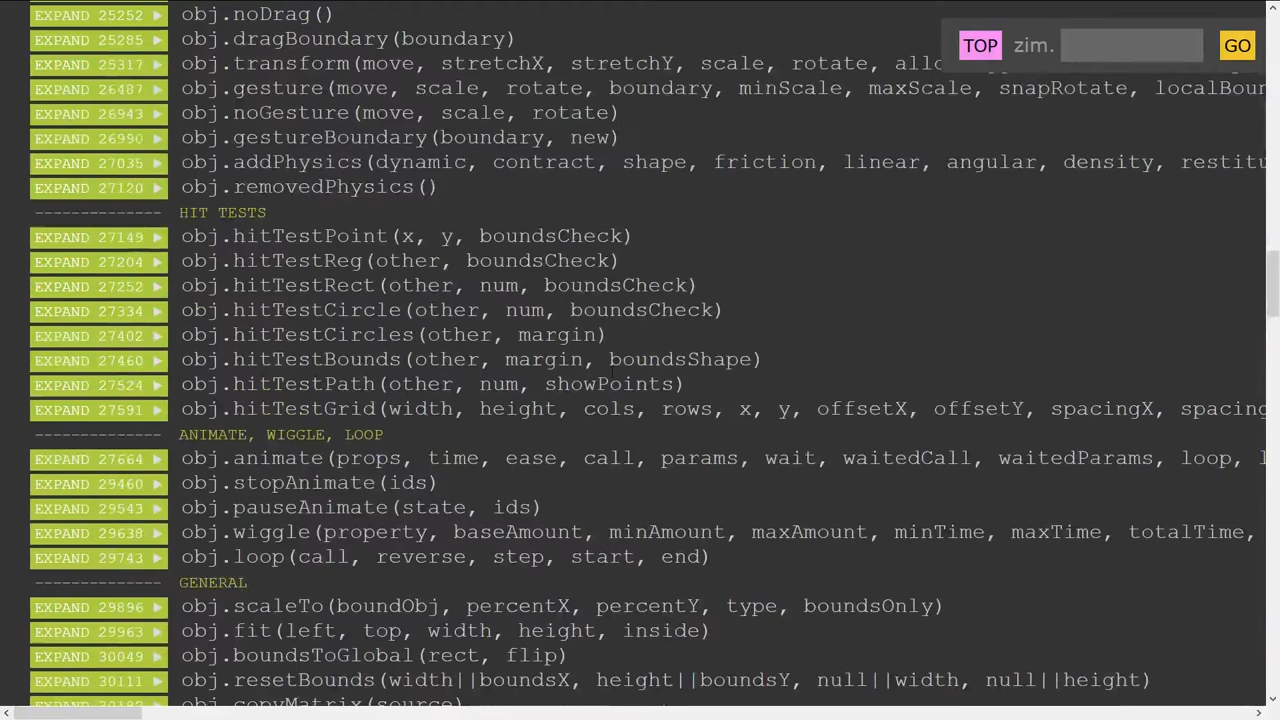 EXPAND 25252 ▶ obj.noDrag()
EXPAND 25285 ▶ obj.dragBoundary(boundary)
TOP zim. GO
EXPAND 25317 ▶ obj.transform(move, stretchX, stretchY, scale, rotate,
EXPAND 26487 ▶ obj.gesture(move, scale, rotate, boundary, minScale, maxScale, snapRotate, localBoun
EXPAND 26943 ▶ obj.noGesture(move, scale, rotate)
EXPAND 26990 ▶ obj.gestureBoundary(boundary, new)
EXPAND 27035 ▶ obj.addPhysics(dynamic, contract, shape, friction, linear, angular, density, restitu
EXPAND 27120 ▶ obj.removedPhysics()
-------------- HIT TESTS
EXPAND 27149 ▶ obj.hitTestPoint(x, y, boundsCheck)
EXPAND 27204 ▶ obj.hitTestReg(other, boundsCheck)
EXPAND 27252 ▶ obj.hitTestRect(other, num, boundsCheck)
EXPAND 27334 ▶ obj.hitTestCircle(other, num, boundsCheck)
EXPAND 27402 ▶ obj.hitTestCircles(other, margin)
EXPAND 27460 ▶ obj.hitTestBounds(other, margin, boundsShape)
EXPAND 27524 ▶ obj.hitTestPath(other, num, showPoints)
EXPAND 27591 ▶ obj.hitTestGrid(width, height, cols, rows, x, y, offsetX, offsetY, spacingX, spacing
-------------- ANIMATE, WIGGLE, LOOP
EXPAND 27664 ▶ obj.animate(props, time, ease, call, params, wait, waitedCall, waitedParams, loop, l
EXPAND 29460 ▶ obj.stopAnimate(ids)
EXPAND 29543 ▶ obj.pauseAnimate(state, ids)
EXPAND 29638 ▶ obj.wiggle(property, baseAmount, minAmount, maxAmount, minTime, maxTime, totalTime,
EXPAND 29743 ▶ obj.loop(call, reverse, step, start, end)
-------------- GENERAL
EXPAND 29896 ▶ obj.scaleTo(boundObj, percentX, percentY, type, boundsOnly)
EXPAND 29963 ▶ obj.fit(left, top, width, height, inside)
EXPAND 30049 ▶ obj.boundsToGlobal(rect, flip)
EXPAND 30111 ▶ obj.resetBounds(width||boundsX, height||boundsY, null||width, null||height)
EXPAND 30182 ▶ obj.copyMatrix(source)